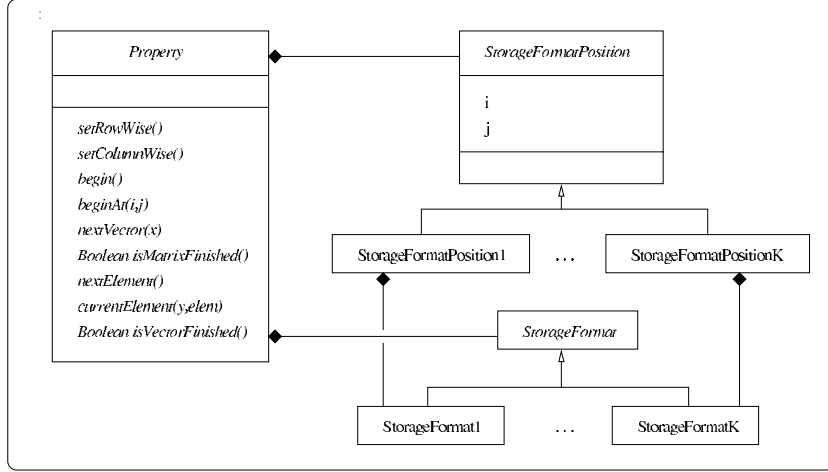 :
Property
StorageFormatPosition
i
j
setRowWise()
setColumnWise()
begin()
beginAt(i,j)
nextVector(x)
Boolean isMatrixFinished()
nextElement()
currentElement(y,elem)
Boolean isVectorFinished()
StorageFormatPosition1
...
StorageFormatPositionK
StorageFormat
StorageFormat1
...
StorageFormatK